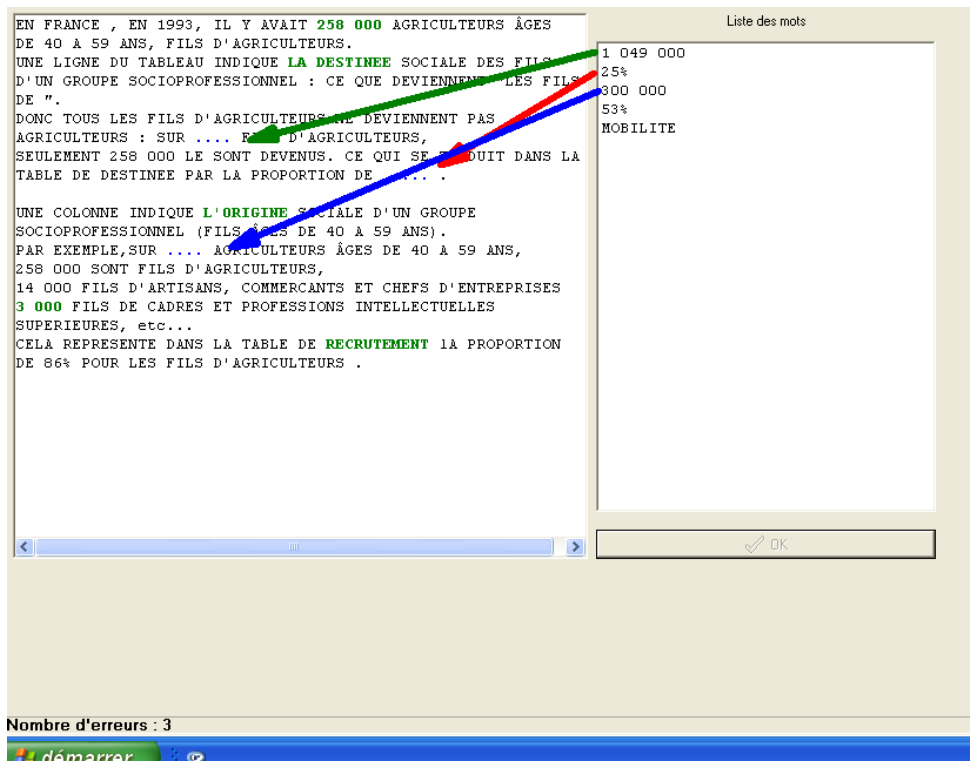 EN FRANCE , EN 1993, IL Y AVAIT 258 000 AGRICULTEURS ÂGES
DE 40 A 59 ANS, FILS D'AGRICULTEURS.
UNE LIGNE DU TABLEAU INDIQUE LA DESTINEE SOCIALE DES FILS
D'UN GROUPE SOCIOPROFESSIONNEL : CE QUE DEVIENNENT "LES FILS
DE ".
DONC TOUS LES FILS D'AGRICULTEURS NE DEVIENNENT PAS
AGRICULTEURS : SUR .... D'AGRICULTEURS,
SEULEMENT 258 000 LE SONT DEVENUS. CE QUI SE TRADUIT DANS LA
TABLE DE DESTINEE PAR LA PROPORTION DE .... .
UNE COLONNE INDIQUE L'ORIGINE SOCIALE D'UN GROUPE
SOCIOPROFESSIONNEL (FILS ÂGES DE 40 A 59 ANS).
PAR EXEMPLE,SUR .... AGRICULTEURS ÂGES DE 40 A 59 ANS,
258 000 SONT FILS D'AGRICULTEURS,
14 000 FILS D'ARTISANS, COMMERCANTS ET CHEFS D'ENTREPRISES
3 000 FILS DE CADRES ET PROFESSIONS INTELLECTUELLES
SUPERIEURES, etc...
CELA REPRESENTE DANS LA TABLE DE RECRUTEMENT lA PROPORTION
DE 86% POUR LES FILS D'AGRICULTEURS .
Liste des mots
1 049 000
25%
300 000
53%
MOBILITE
OK
Nombre d'erreurs : 3
démarrer